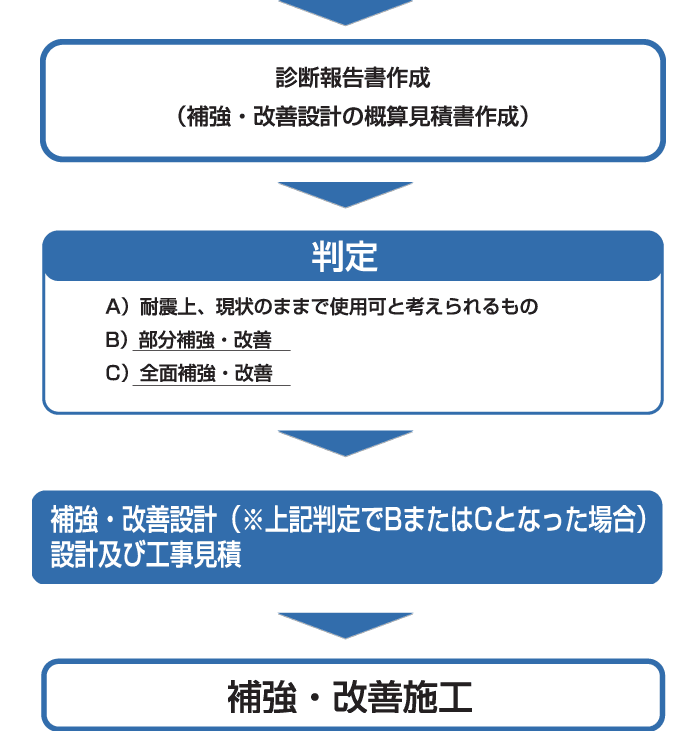 診断報告書作成
（補強・改善設計の概算見積書作成）
判定
A）耐震上、現状のままで使用可と考えられるもの
B）部分補強・改善
C）全面補強・改善
補強・改善設計（※上記判定でBまたはCとなった場合）
設計及び工事見積
補強・改善施工